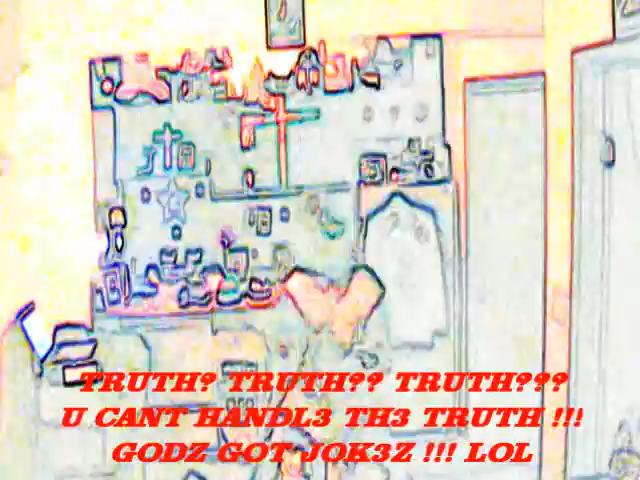 TRUTH? TRUTH?? TRUTH???
U CANT HANDL3 TH3 TRUTH !!!
GODZ GOT JOK3Z !!! LOL